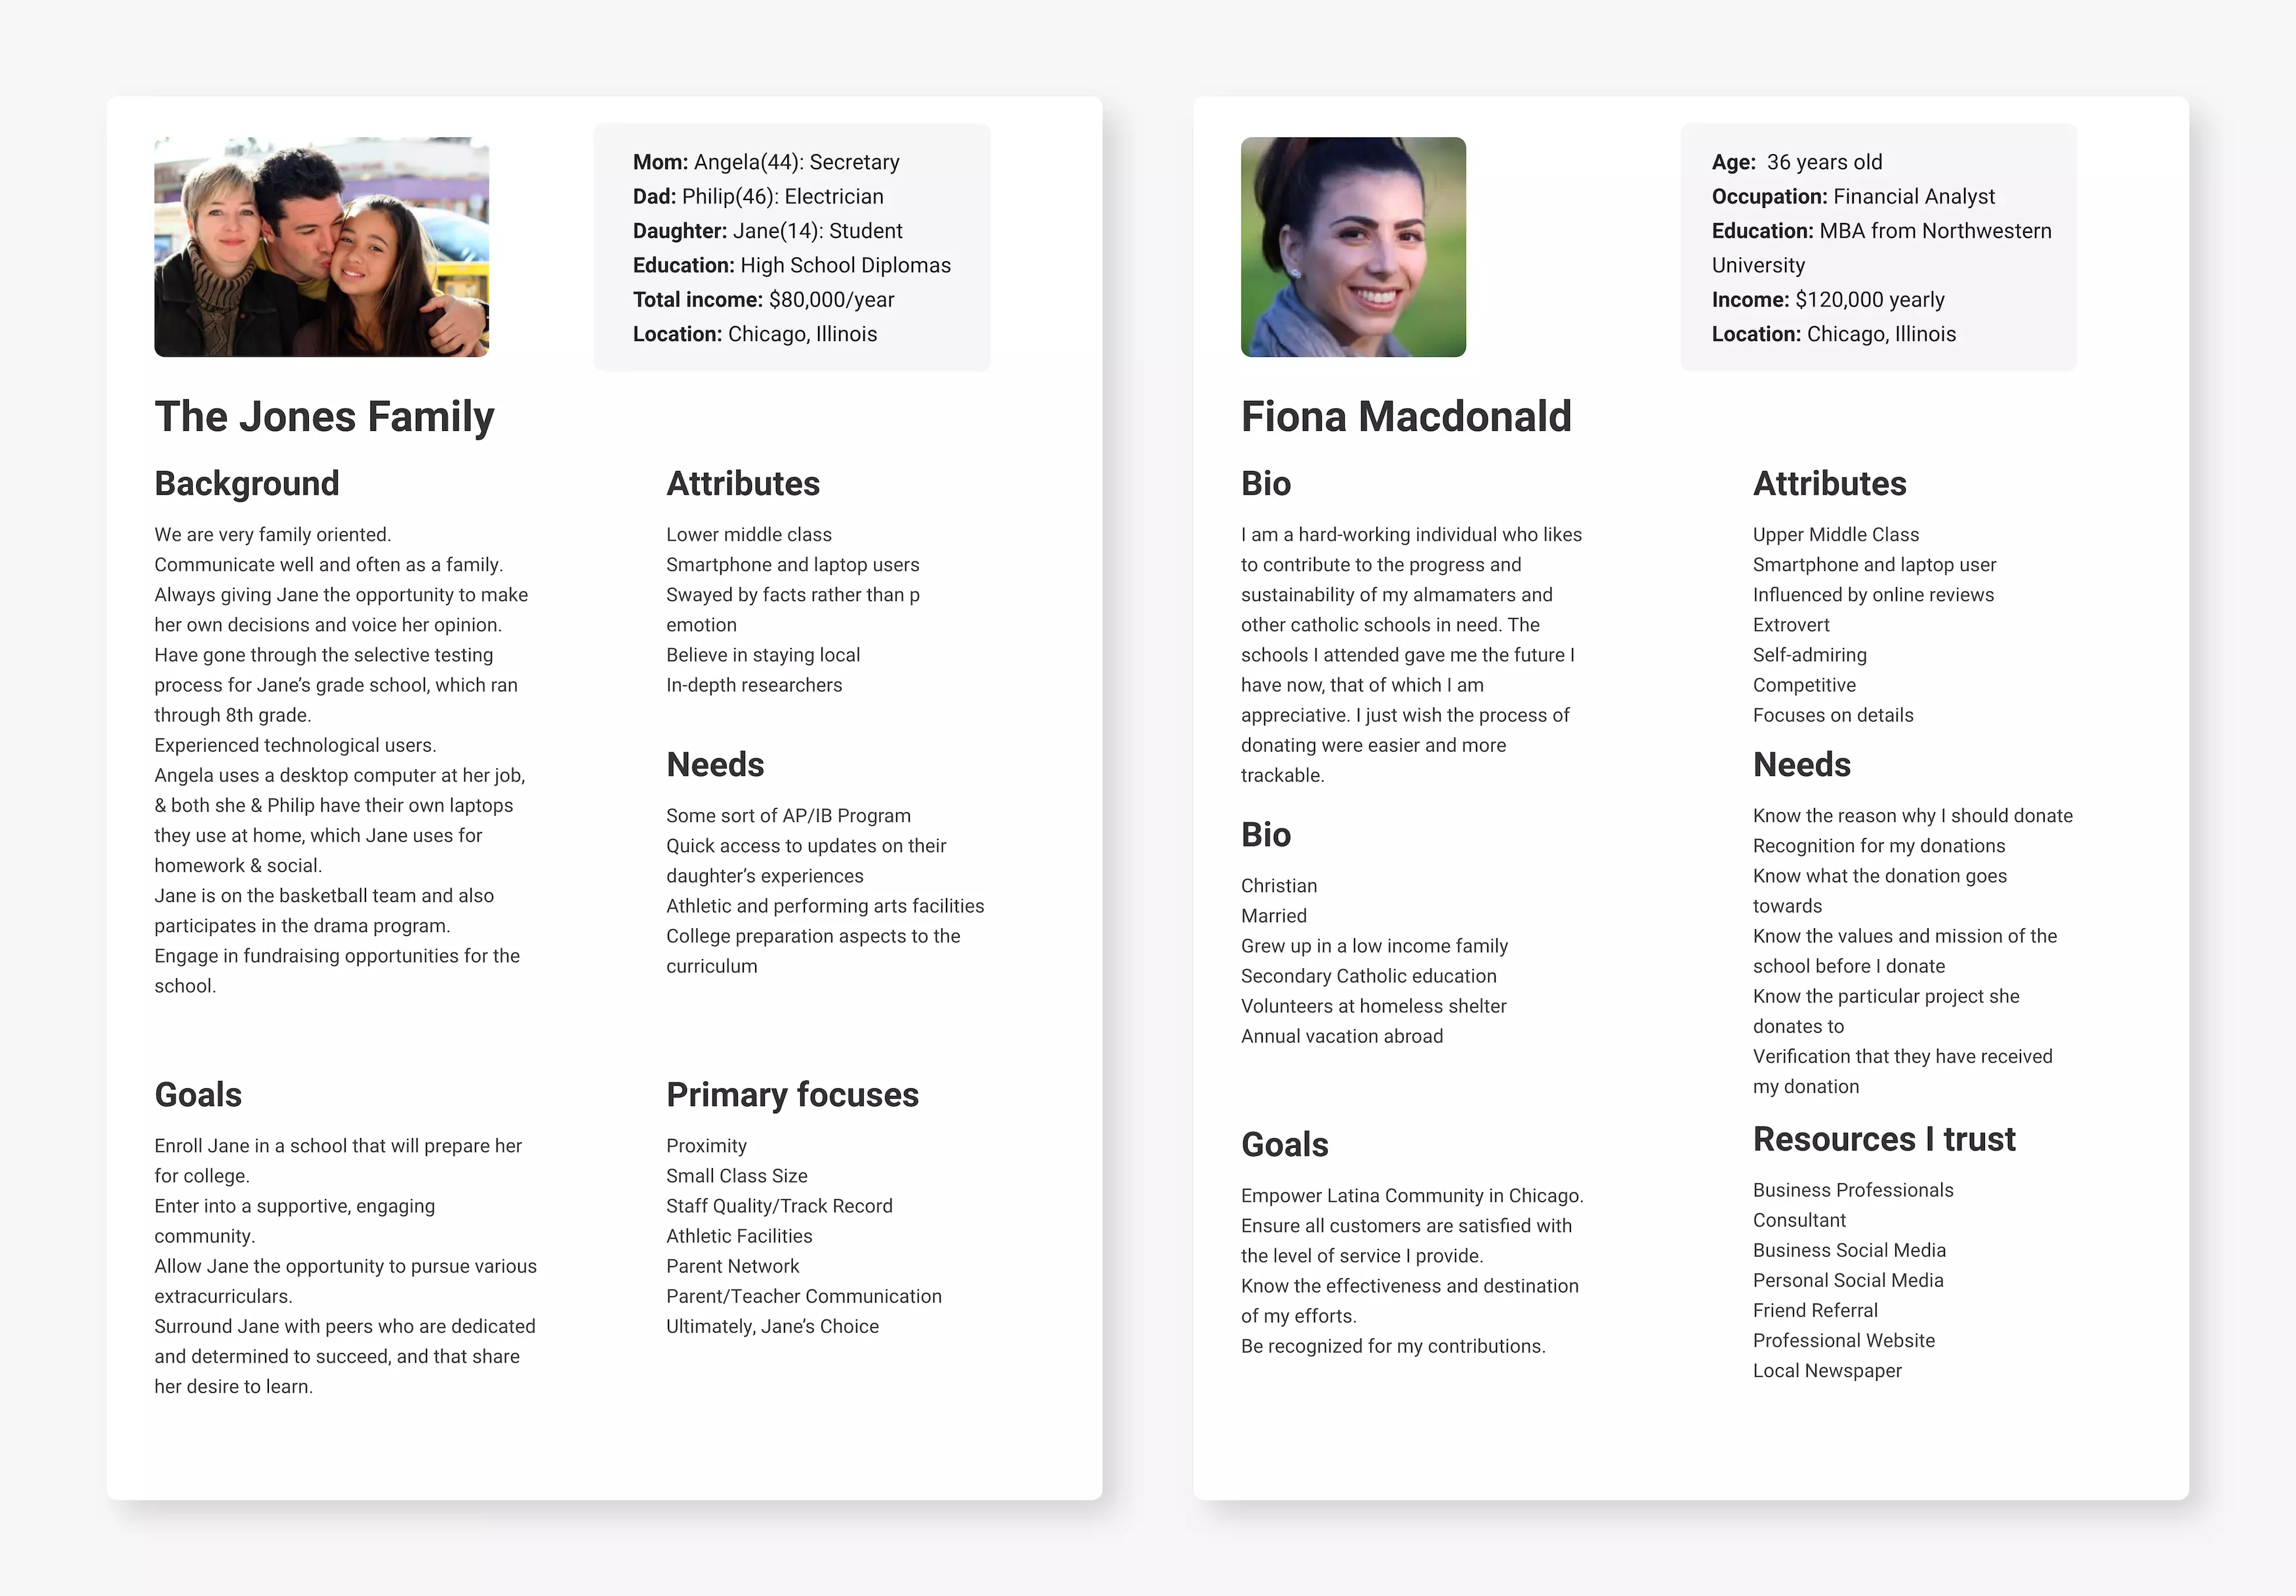 Mom: Angela(44): Secretary
Dad: Philip(46): Electrician
Daughter: Jane(14): Student
Education: High School Diplomas
Total income: $80,000/year
Location: Chicago, Illinois
The Jones Family
Background
We are very family oriented.
Communicate well and often as a family.
Always giving Jane the opportunity to make
her own decisions and voice her opinion.
Have gone through the selective testing
process for Jane’s grade school, which ran
through 8th grade.
Experienced technological users.
Angela uses a desktop computer at her job,
& both she & Philip have their own laptops
they use at home, which Jane uses for
homework & social.
Jane is on the basketball team and also
participates in the drama program.
Engage in fundraising opportunities for the
school.
Attributes
Lower middle class
Smartphone and laptop users
Swayed by facts rather than p
emotion
Believe in staying local
In-depth researchers
Needs
Some sort of AP/IB Program
Quick access to updates on their
daughter’s experiences
Athletic and performing arts facilities
College preparation aspects to the
curriculum
Goals
Enroll Jane in a school that will prepare her
for college.
Enter into a supportive, engaging
community.
Allow Jane the opportunity to pursue various
extracurriculars.
Surround Jane with peers who are dedicated
and determined to succeed, and that share
her desire to learn.
Primary focuses
Proximity
Small Class Size
Staff Quality/Track Record
Athletic Facilities
Parent Network
Parent/Teacher Communication
Ultimately, Jane’s Choice
Age: 36 years old
Occupation: Financial Analyst
Education: MBA from Northwestern
University
Income: $120,000 yearly
Location: Chicago, Illinois
Fiona Macdonald
Bio
I am a hard-working individual who likes
to contribute to the progress and
sustainability of my almamaters and
other catholic schools in need. The
schools I attended gave me the future I
have now, that of which I am
appreciative. I just wish the process of
donating were easier and more
trackable.
Bio
Christian
Married
Grew up in a low income family
Secondary Catholic education
Volunteers at homeless shelter
Annual vacation abroad
Goals
Empower Latina Community in Chicago.
Ensure all customers are satisfied with
the level of service I provide.
Know the effectiveness and destination
of my efforts.
Be recognized for my contributions.
Attributes
Upper Middle Class
Smartphone and laptop user
Influenced by online reviews
Extrovert
Self-admiring
Competitive
Focuses on details
Needs
Know the reason why I should donate
Recognition for my donations
Know what the donation goes
towards
Know the values and mission of the
school before I donate
Know the particular project she
donates to
Verification that they have received
my donation
Resources I trust
Business Professionals
Consultant
Business Social Media
Personal Social Media
Friend Referral
Professional Website
Local Newspaper